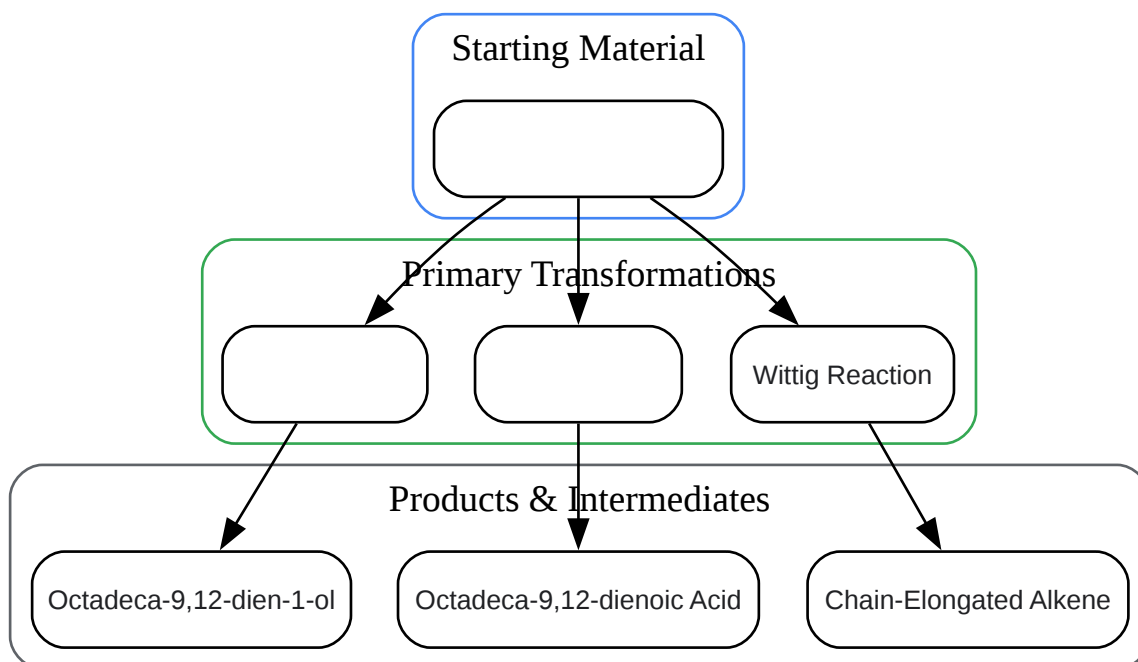 Starting Material
Primary Transformations
Wittig Reaction
Products & Intermediates
Octadeca-9,12-dien-1-ol
Octadeca-9,12-dienoic Acid
Chain-Elongated Alkene